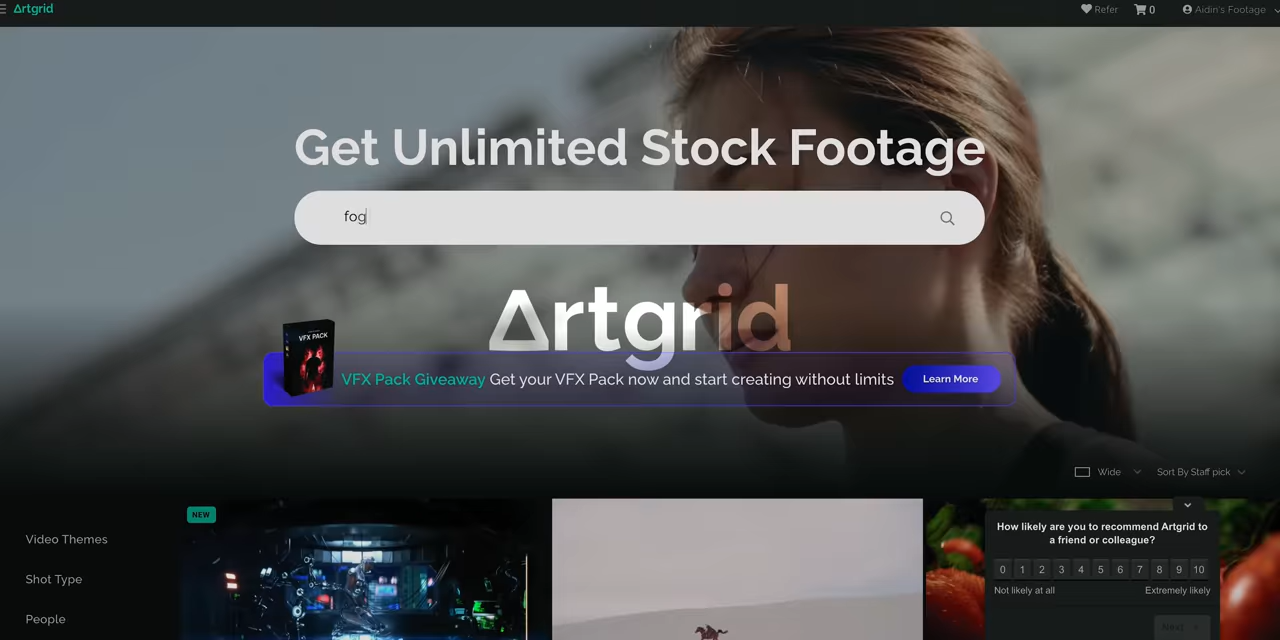 Artgrid
Refer
0
Aidin's Footage
Get Unlimited Stock Footage
fog
Artgrid
VFX PACK
VFX Pack Giveaway Get your VFX Pack now and start creating without limits
Learn More
Wide
Sort By Staff pick
NEW
Video Themes
Shot Type
People
How likely are you to recommend Artgrid to
a friend or colleague?
0 1 2 3 4 5 6 7 8 9 10
Not likely at all
Extremely likely
Next